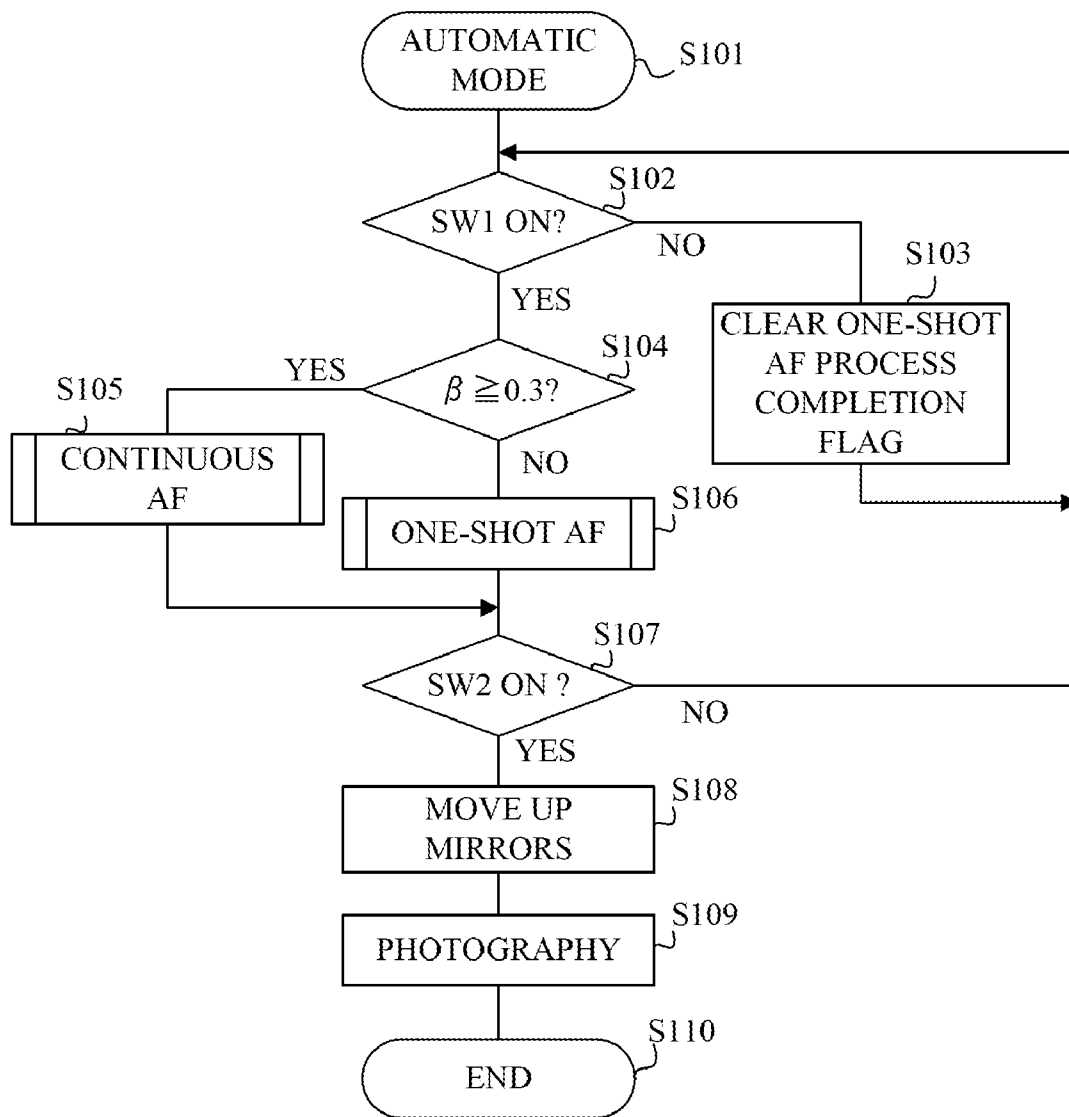 AUTOMATIC
MODE
S101
S102
SW1 ON?
NO
YES
S103
CLEAR ONE-SHOT
AF PROCESS
COMPLETION
FLAG
S104
β ≧ 0.3?
YES
NO
S105
CONTINUOUS
AF
S106
ONE-SHOT AF
S107
SW2 ON ?
NO
YES
S108
MOVE UP
MIRRORS
S109
PHOTOGRAPHY
S110
END